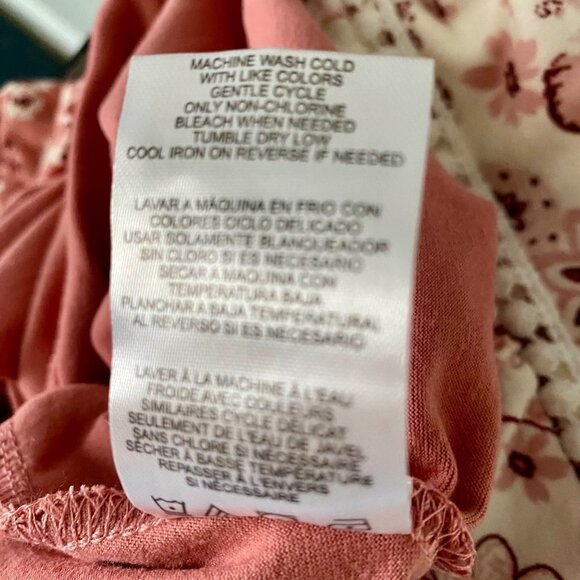 MACHINE WASH COLD
WITH LIKE COLORS
GENTLE CYCLE
ONLY NON-CHLORINE
BLEACH WHEN NEEDED
TUMBLE DRY LOW
COOL IRON ON REVERSE IF NEEDED
LAVAR A MÁQUINA EN FRIO CON
COLORES CICLO DELICADO
USAR SOLAMENTE BLANQUEADOR
SIN CLORO SI ES NECESARIO
SECAR A MÁQUINA CON
TEMPERATURA BAJA
PLANCHAR A BAJA TEMPERATURA
AL REVERSO SI ES NECESARIO
LAVER À LA MACHINE À L'EAU
FROIDE AVEC COULEURS
SIMILAIRES CYCLE DÉLICAT
SEULEMENT DE L'EAU DE JAVEL
SANS CHLORE SI NÉCESSAIRE
SÉCHER À BASSE TEMPÉRATURE
REPASSER À L'ENVERS
SI NÉCESSAIRE